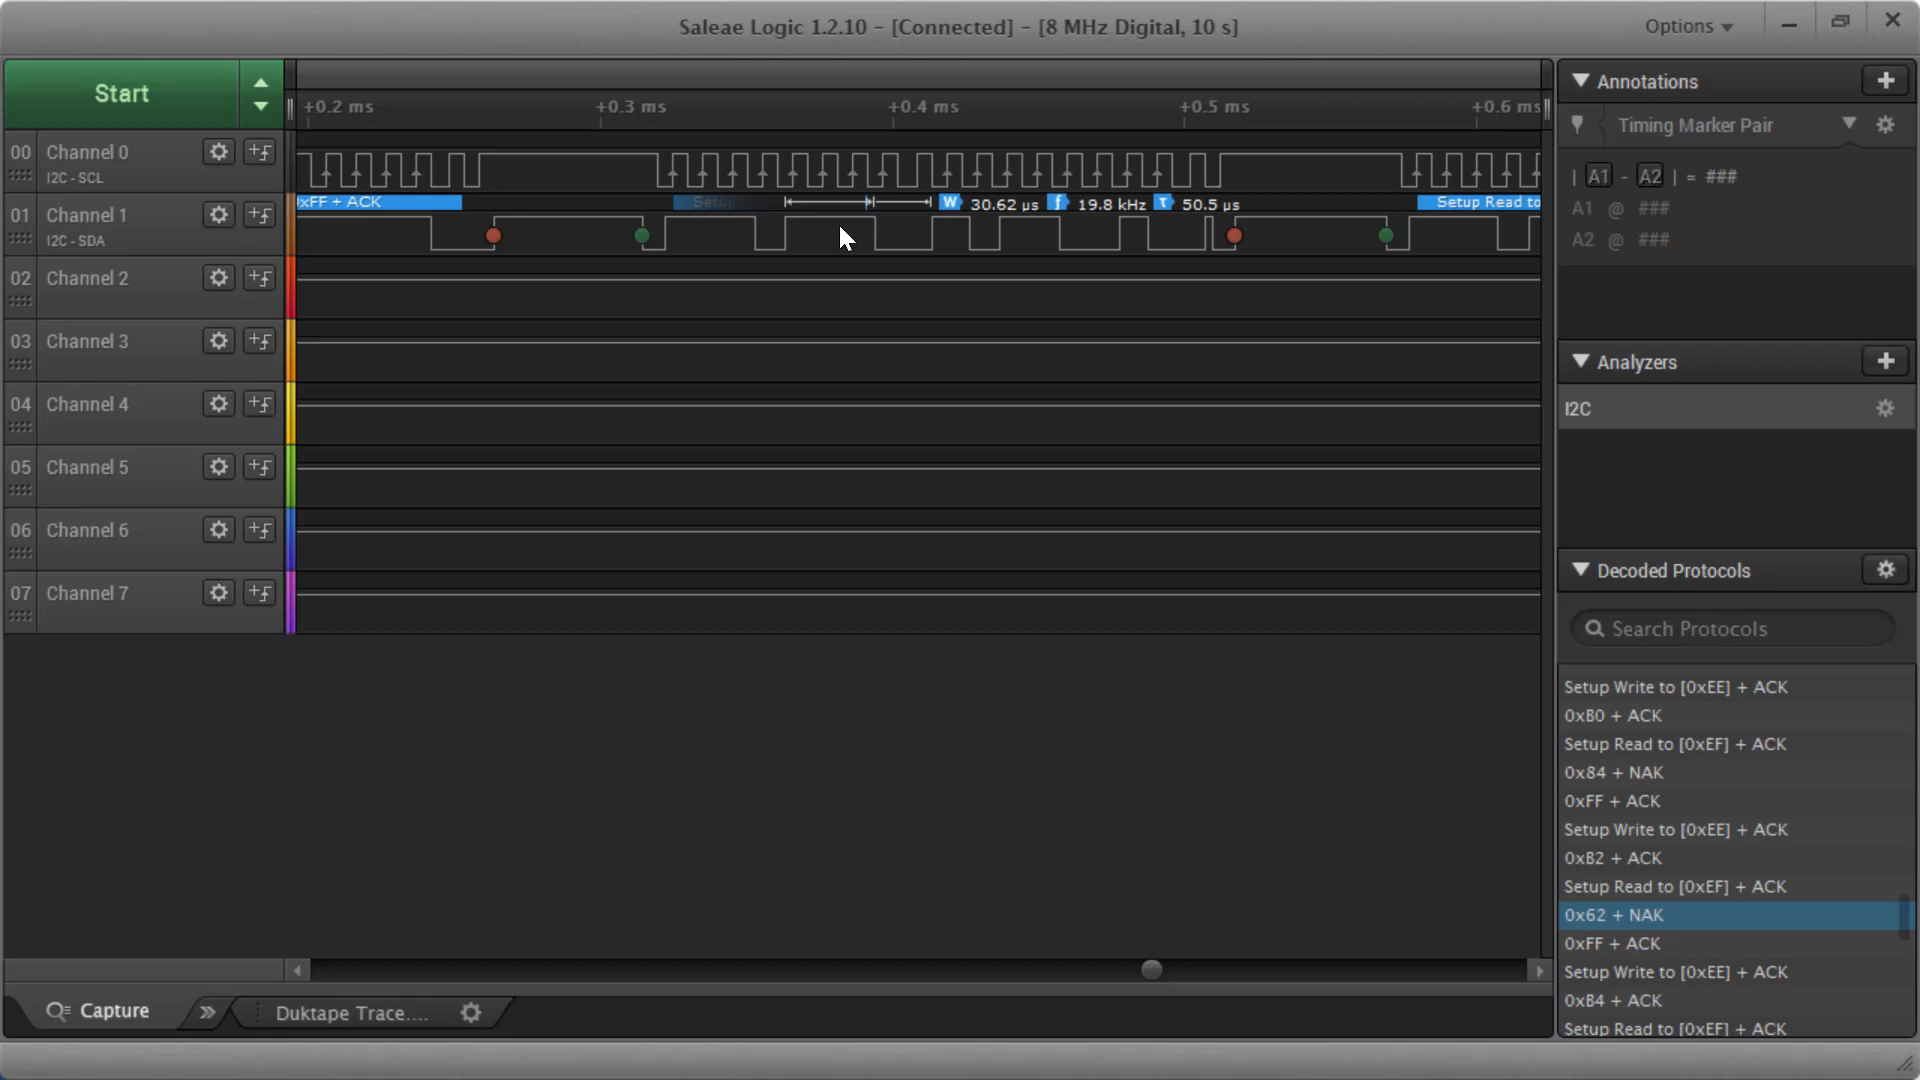 Saleae Logic 1.2.10 - [Connected] - [8 MHz Digital, 10 s]
Options
Start
+0.2 ms +0.3 ms +0.4 ms +0.5 ms +0.6 ms
00 Channel 0
I2C - SCL
0xFF + ACK Setup W 30.62 µs f 19.8 kHz T 50.5 µs Setup Read to
01 Channel 1
I2C - SDA
02 Channel 2
03 Channel 3
04 Channel 4
05 Channel 5
06 Channel 6
07 Channel 7
Capture
Duktape Trace....
Annotations
Timing Marker Pair
| A1 - A2 | = ###
A1 @ ###
A2 @ ###
Analyzers
I2C
Decoded Protocols
Search Protocols
Setup Write to [0xEE] + ACK
0xB0 + ACK
Setup Read to [0xEF] + ACK
0x84 + NAK
0xFF + ACK
Setup Write to [0xEE] + ACK
0xB2 + ACK
Setup Read to [0xEF] + ACK
0x62 + NAK
0xFF + ACK
Setup Write to [0xEE] + ACK
0xB4 + ACK
Setup Read to [0xEF] + ACK